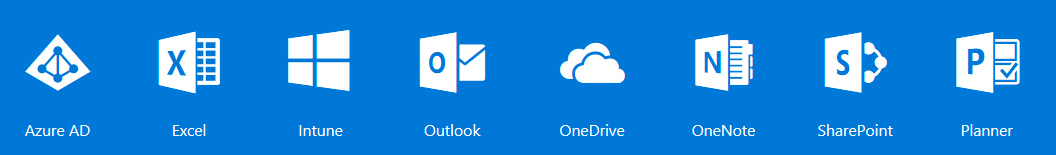 X O N S P
Azure AD Excel Intune Outlook OneDrive OneNote SharePoint Planner